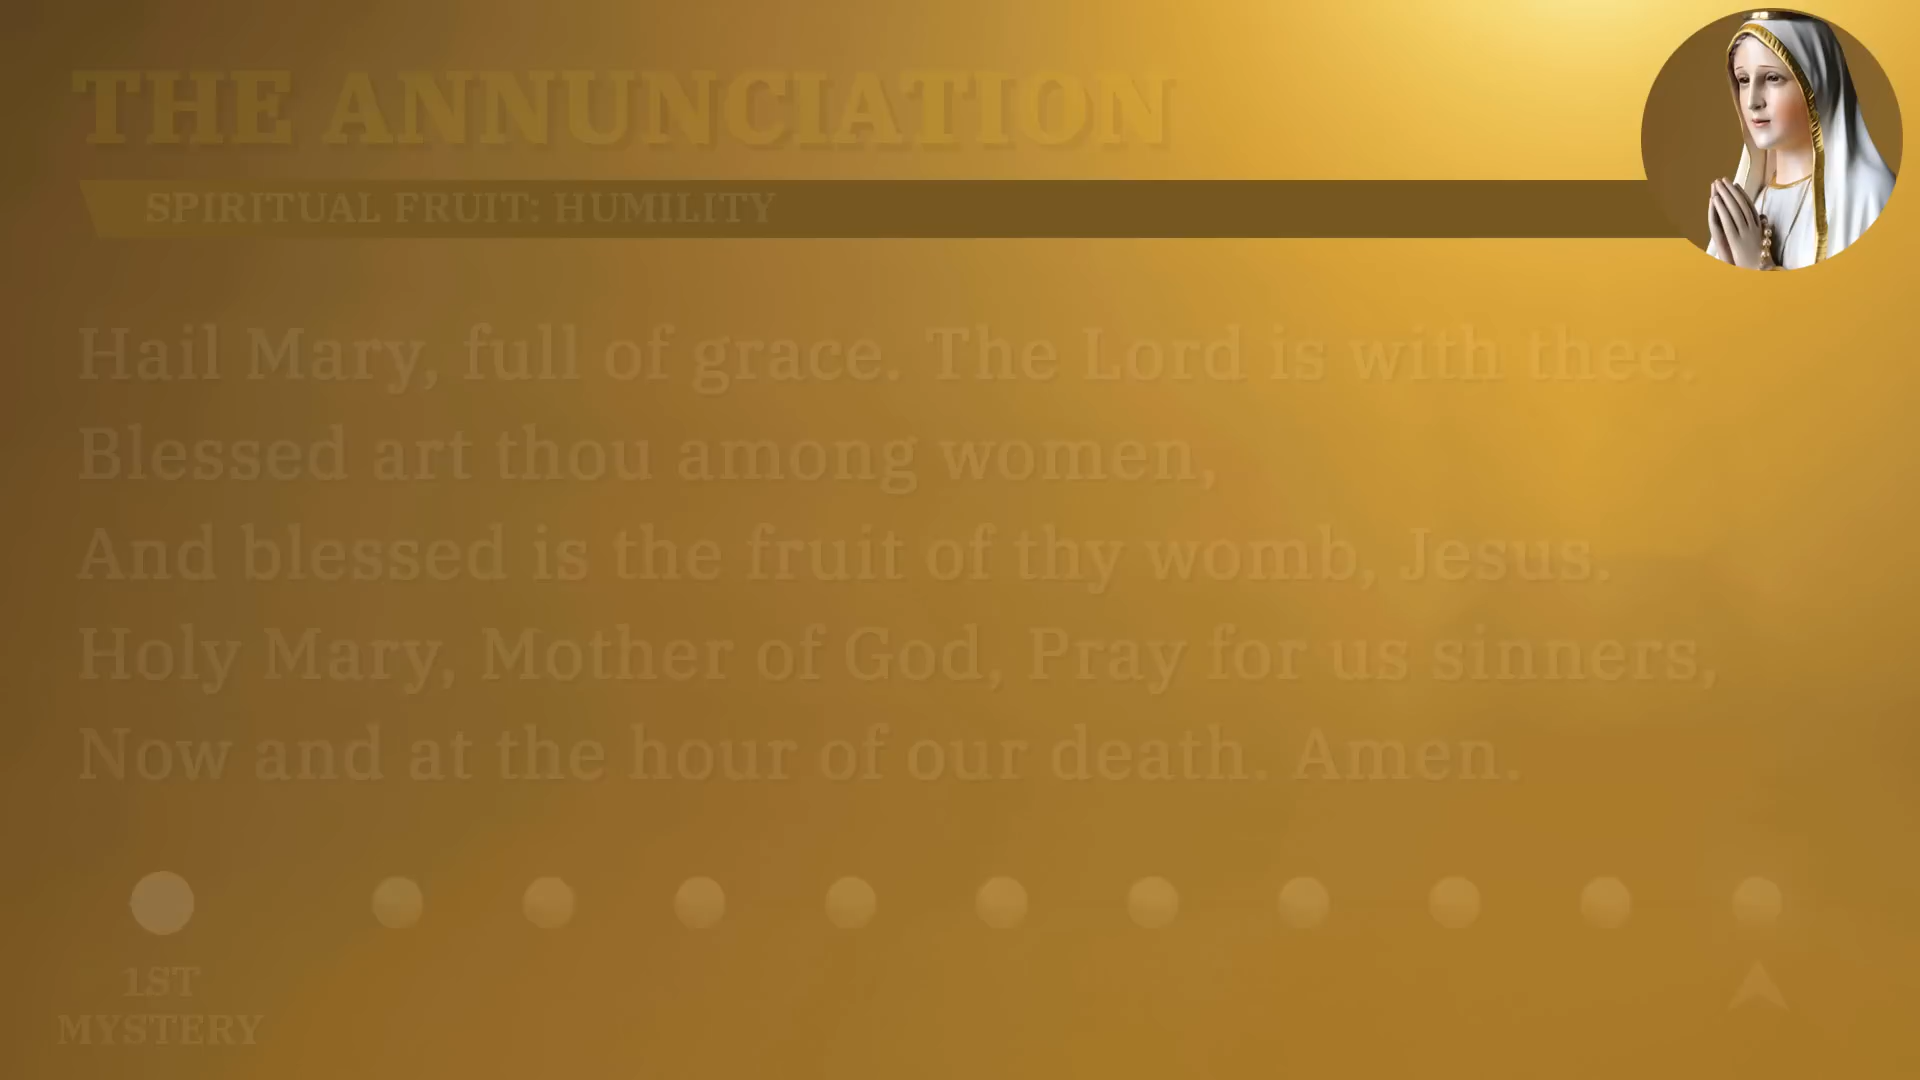 THE ANNUNCIATION
SPIRITUAL FRUIT: HUMILITY
Hail Mary, full of grace. The Lord is with thee.
Blessed art thou among women,
And blessed is the fruit of thy womb, Jesus.
Holy Mary, Mother of God, Pray for us sinners,
Now and at the hour of our death. Amen.
1ST
MYSTERY